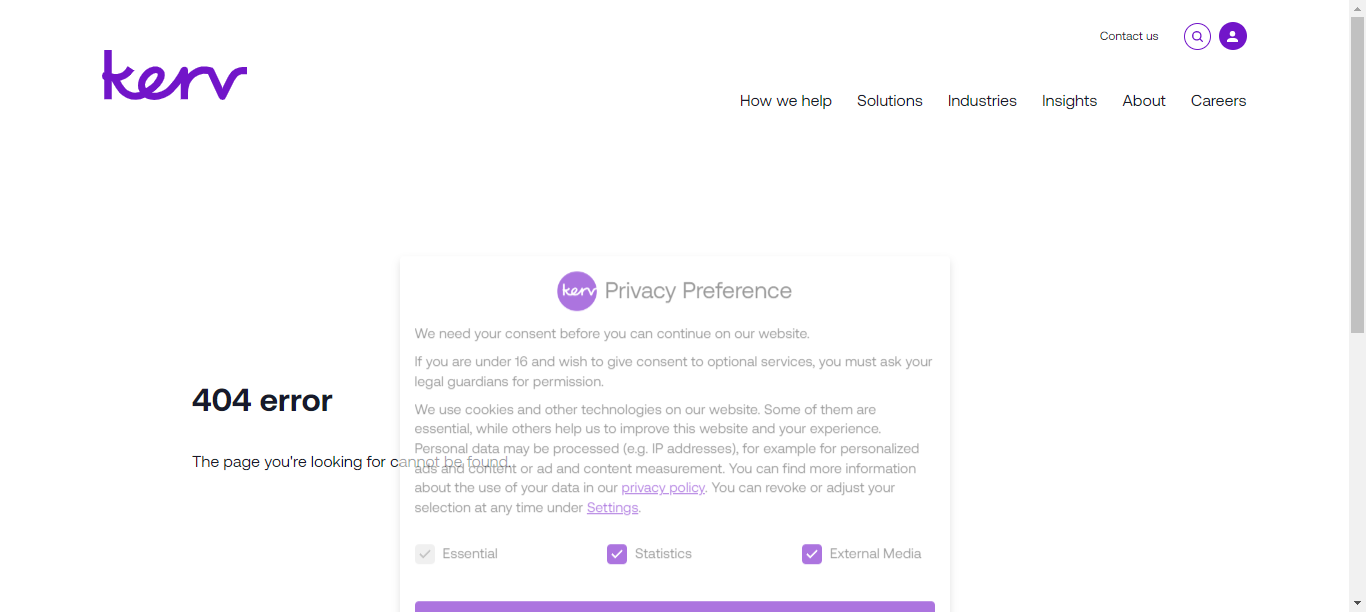 Contact us
kerv
How we help Solutions Industries Insights About Careers
kerv Privacy Preference
We need your consent before you can continue on our website.
If you are under 16 and wish to give consent to optional services, you must ask your
legal guardians for permission.
404 error
We use cookies and other technologies on our website. Some of them are
essential, while others help us to improve this website and your experience.
Personal data may be processed (e.g. IP addresses), for example for personalized
The page you're looking for cannot be found.
ads and content or ad and content measurement. You can find more information
about the use of your data in our privacy policy. You can revoke or adjust your
selection at any time under Settings.
Essential Statistics External Media